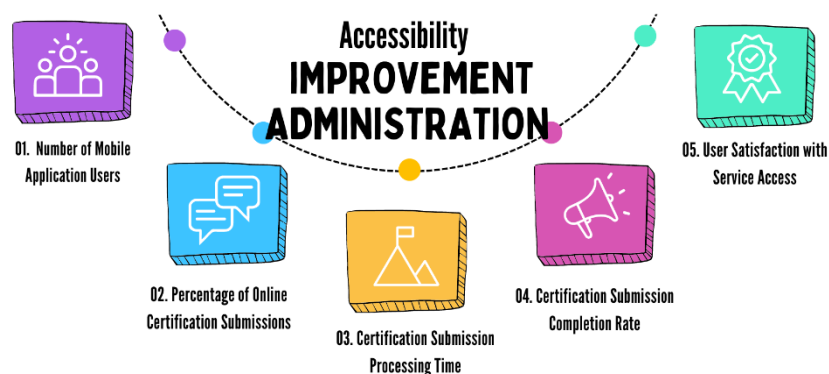 Accessibility
IMPROVEMENT
ADMINISTRATION
01. Number of Mobile
Application Users
02. Percentage of Online
Certification Submissions
03. Certification Submission
Processing Time
04. Certification Submission
Completion Rate
05. User Satisfaction with
Service Access